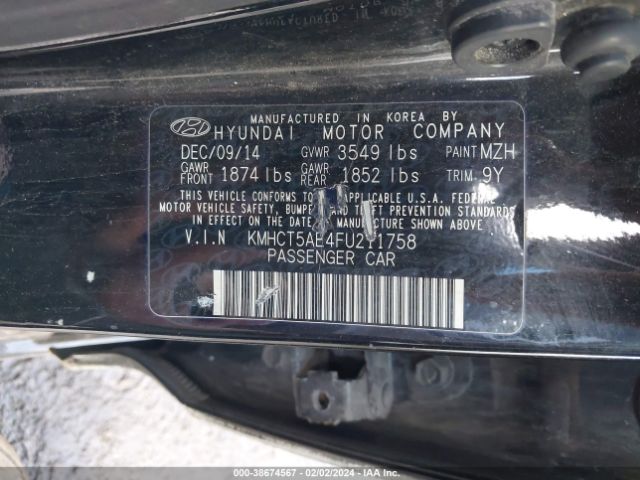 MANUFACTURED IN KOREA BY
HYUNDAI MOTOR COMPANY
DEC/09/14 GVWR 3549 lbs PAINT MZH
GAWR FRONT 1874 lbs GAWR REAR 1852 lbs TRIM 9Y
THIS VEHICLE CONFORMS TO ALL APPLICABLE U.S.A. FEDERAL
MOTOR VEHICLE SAFETY, BUMPER AND THEFT PREVENTION STANDARDS
IN EFFECT ON THE DATE OF MANUFACTURE SHOWN ABOVE.
V.I.N KMHCT5AE4FU211758
PASSENGER CAR
000-38674567 - 02/02/2024 - IAA Inc.